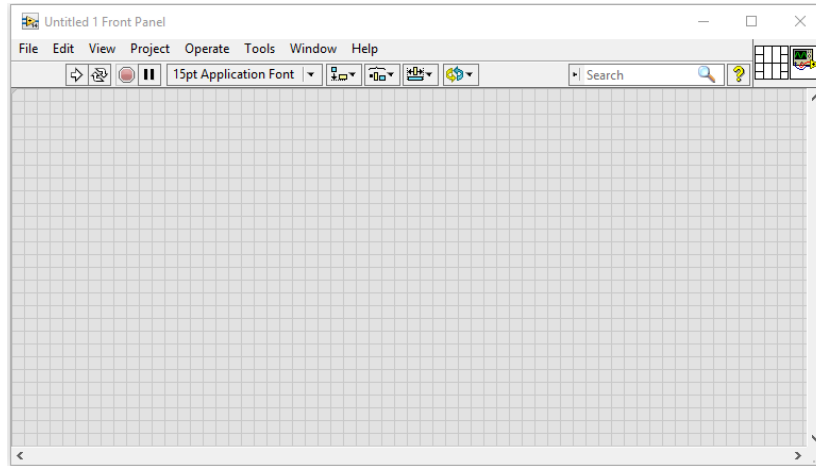 Untitled 1 Front Panel
File Edit View Project Operate Tools Window Help
15pt Application Font Search ?